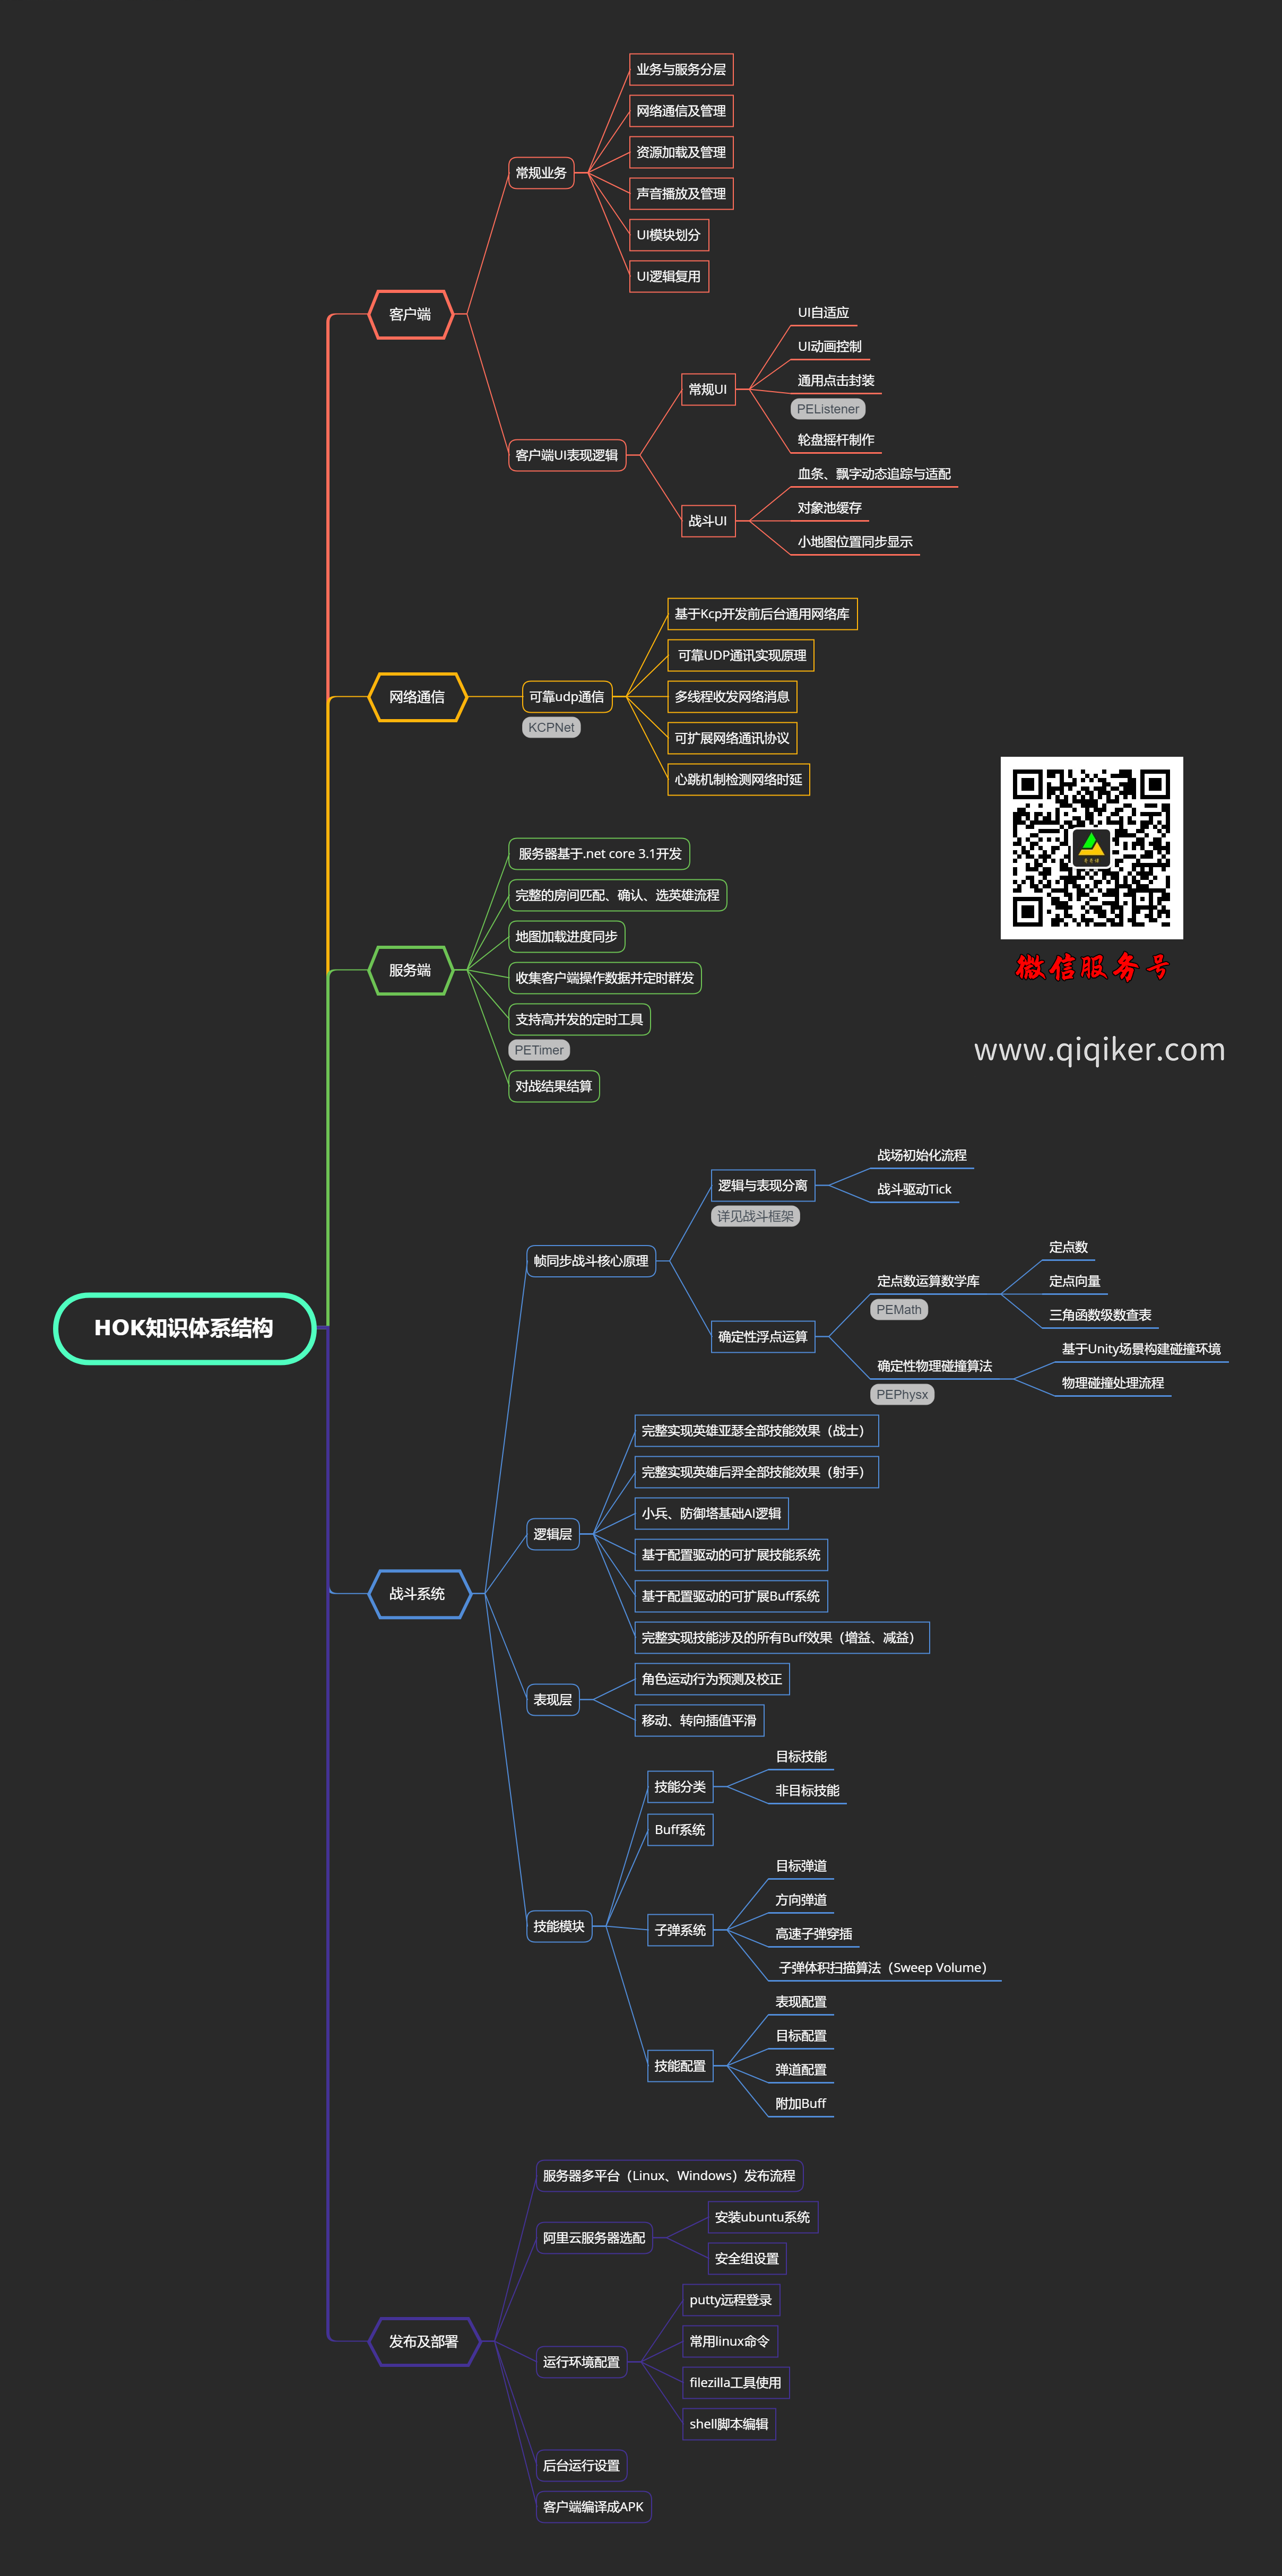 HOK知识体系结构
客户端
常规业务
业务与服务分层
网络通信及管理
资源加载及管理
声音播放及管理
UI模块划分
UI逻辑复用
客户端UI表现逻辑
常规UI
UI自适应
UI动画控制
通用点击封装
PEListener
轮盘摇杆制作
战斗UI
血条、飘字动态追踪与适配
对象池缓存
小地图位置同步显示
网络通信
可靠udp通信
KCPNet
基于Kcp开发前后台通用网络库
可靠UDP通讯实现原理
多线程收发网络消息
可扩展网络通讯协议
心跳机制检测网络时延
服务端
服务器基于.net core 3.1开发
完整的房间匹配、确认、选英雄流程
地图加载进度同步
收集客户端操作数据并定时群发
支持高并发的定时工具
PETimer
对战结果结算
微信服务号
www.qiqiker.com
战斗系统
帧同步战斗核心原理
逻辑与表现分离
详见战斗框架
战场初始化流程
战斗驱动Tick
确定性浮点运算
定点数运算数学库
PEMath
定点数
定点向量
三角函数级数查表
确定性物理碰撞算法
PEPhysx
基于Unity场景构建碰撞环境
物理碰撞处理流程
逻辑层
完整实现英雄亚瑟全部技能效果（战士）
完整实现英雄后羿全部技能效果（射手）
小兵、防御塔基础AI逻辑
基于配置驱动的可扩展技能系统
基于配置驱动的可扩展Buff系统
完整实现技能涉及的所有Buff效果（增益、减益）
表现层
角色运动行为预测及校正
移动、转向插值平滑
技能模块
技能分类
目标技能
非目标技能
Buff系统
子弹系统
目标弹道
方向弹道
高速子弹穿插
子弹体积扫描算法（Sweep Volume）
技能配置
表现配置
目标配置
弹道配置
附加Buff
发布及部署
服务器多平台（Linux、Windows）发布流程
阿里云服务器选配
安装ubuntu系统
安全组设置
运行环境配置
putty远程登录
常用linux命令
filezilla工具使用
shell脚本编辑
后台运行设置
客户端编译成APK